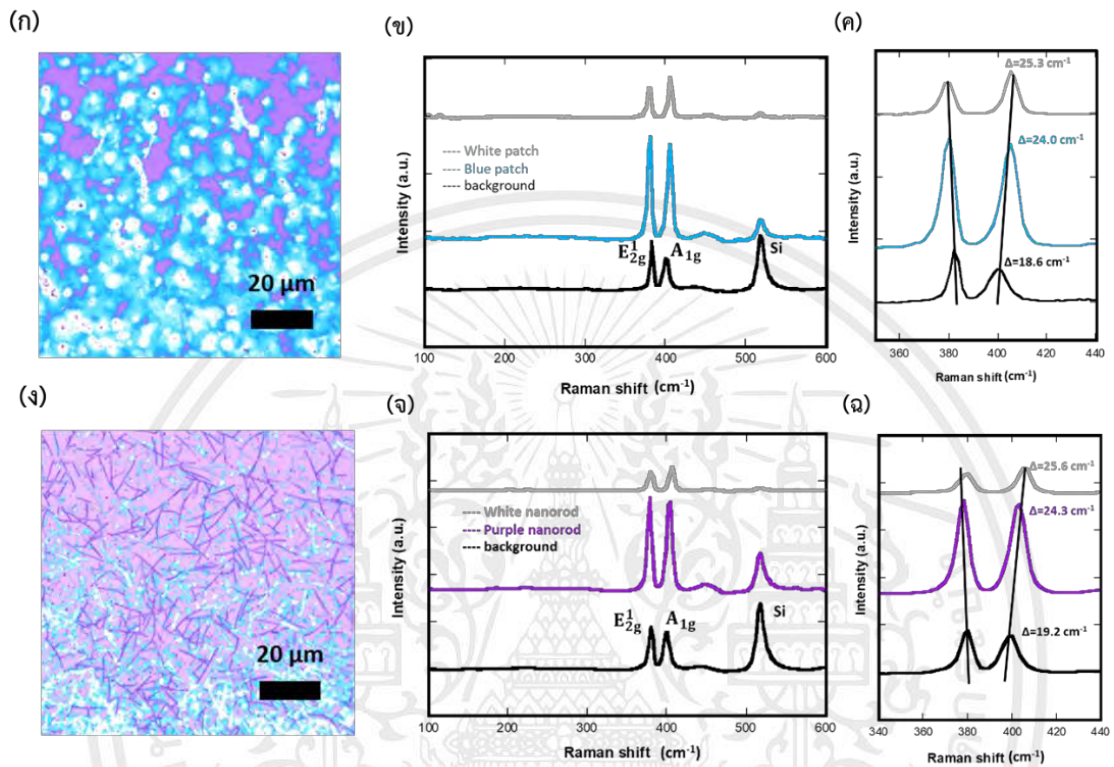 (ก)
20 µm
(ข)
Intensity (a.u.)
---- White patch
---- Blue patch
---- background
E¹₂g
A₁g
Si
100 200 300 400 500 600
Raman shift (cm⁻¹)
(ค)
Intensity (a.u.)
Δ=25.3 cm⁻¹
Δ=24.0 cm⁻¹
Δ=18.6 cm⁻¹
360 380 400 420 440
Raman shift (cm⁻¹)
(ง)
20 µm
(จ)
Intensity (a.u.)
---- White nanorod
---- Purple nanorod
---- background
E¹₂g
A₁g
Si
100 200 300 400 500 600
Raman shift (cm⁻¹)
(ฉ)
Intensity (a.u.)
Δ=25.6 cm⁻¹
Δ=24.3 cm⁻¹
Δ=19.2 cm⁻¹
340 360 380 400 420 440
Raman shift (cm⁻¹)